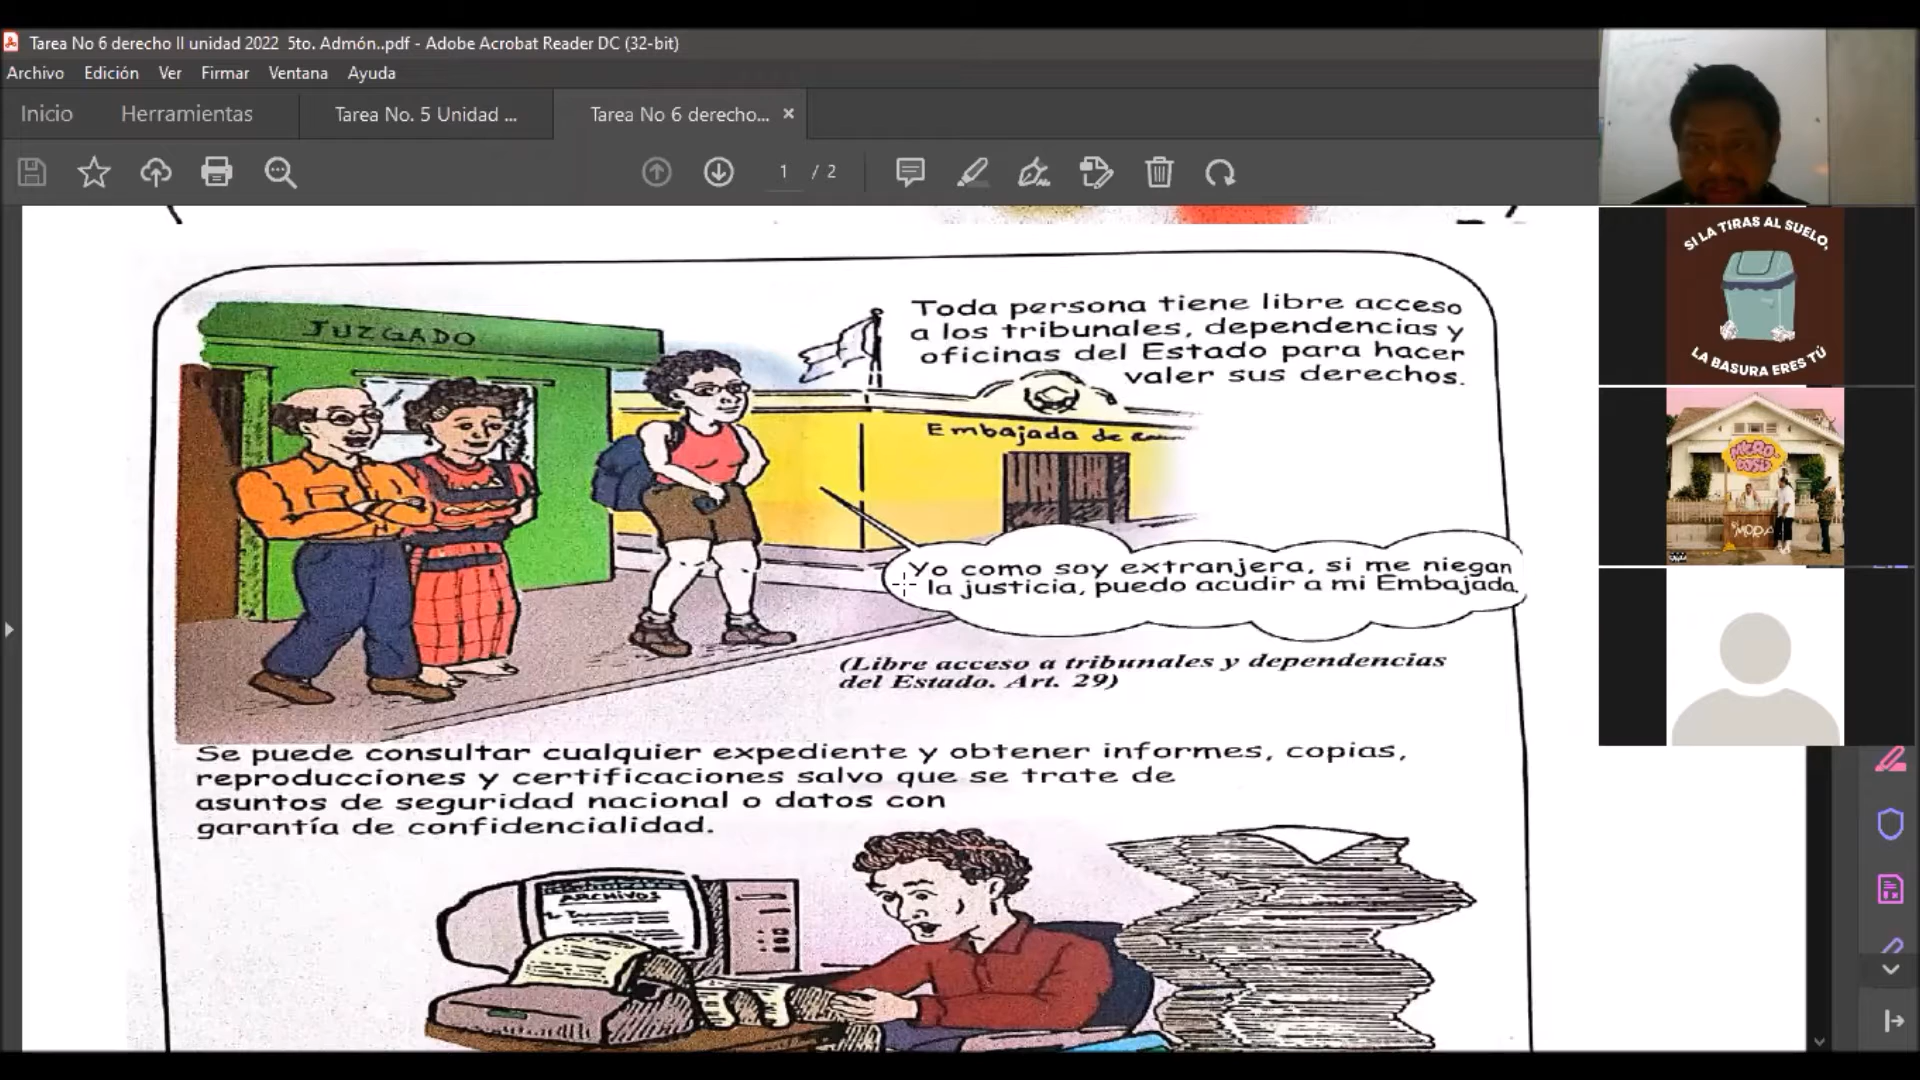 Tarea No 6 derecho II unidad 2022  5to. Admón..pdf - Adobe Acrobat Reader DC (32-bit)
Archivo Edición Ver Firmar Ventana Ayuda
Inicio Herramientas Tarea No. 5 Unidad ... Tarea No 6 derecho... ×
1 / 2
SI LA TIRAS AL SUELO,
LA BASURA ERES TÚ
MICRO
DOSIS
MORA
JUZGADO
Toda persona tiene libre acceso
a los tribunales, dependencias y
oficinas del Estado para hacer
valer sus derechos.
Embajada de
Yo como soy extranjera, si me niegan
la justicia, puedo acudir a mi Embajada.
(Libre acceso a tribunales y dependencias
del Estado. Art. 29)
Se puede consultar cualquier expediente y obtener informes, copias,
reproducciones y certificaciones salvo que se trate de
asuntos de seguridad nacional o datos con
garantía de confidencialidad.
ARCHIVOS